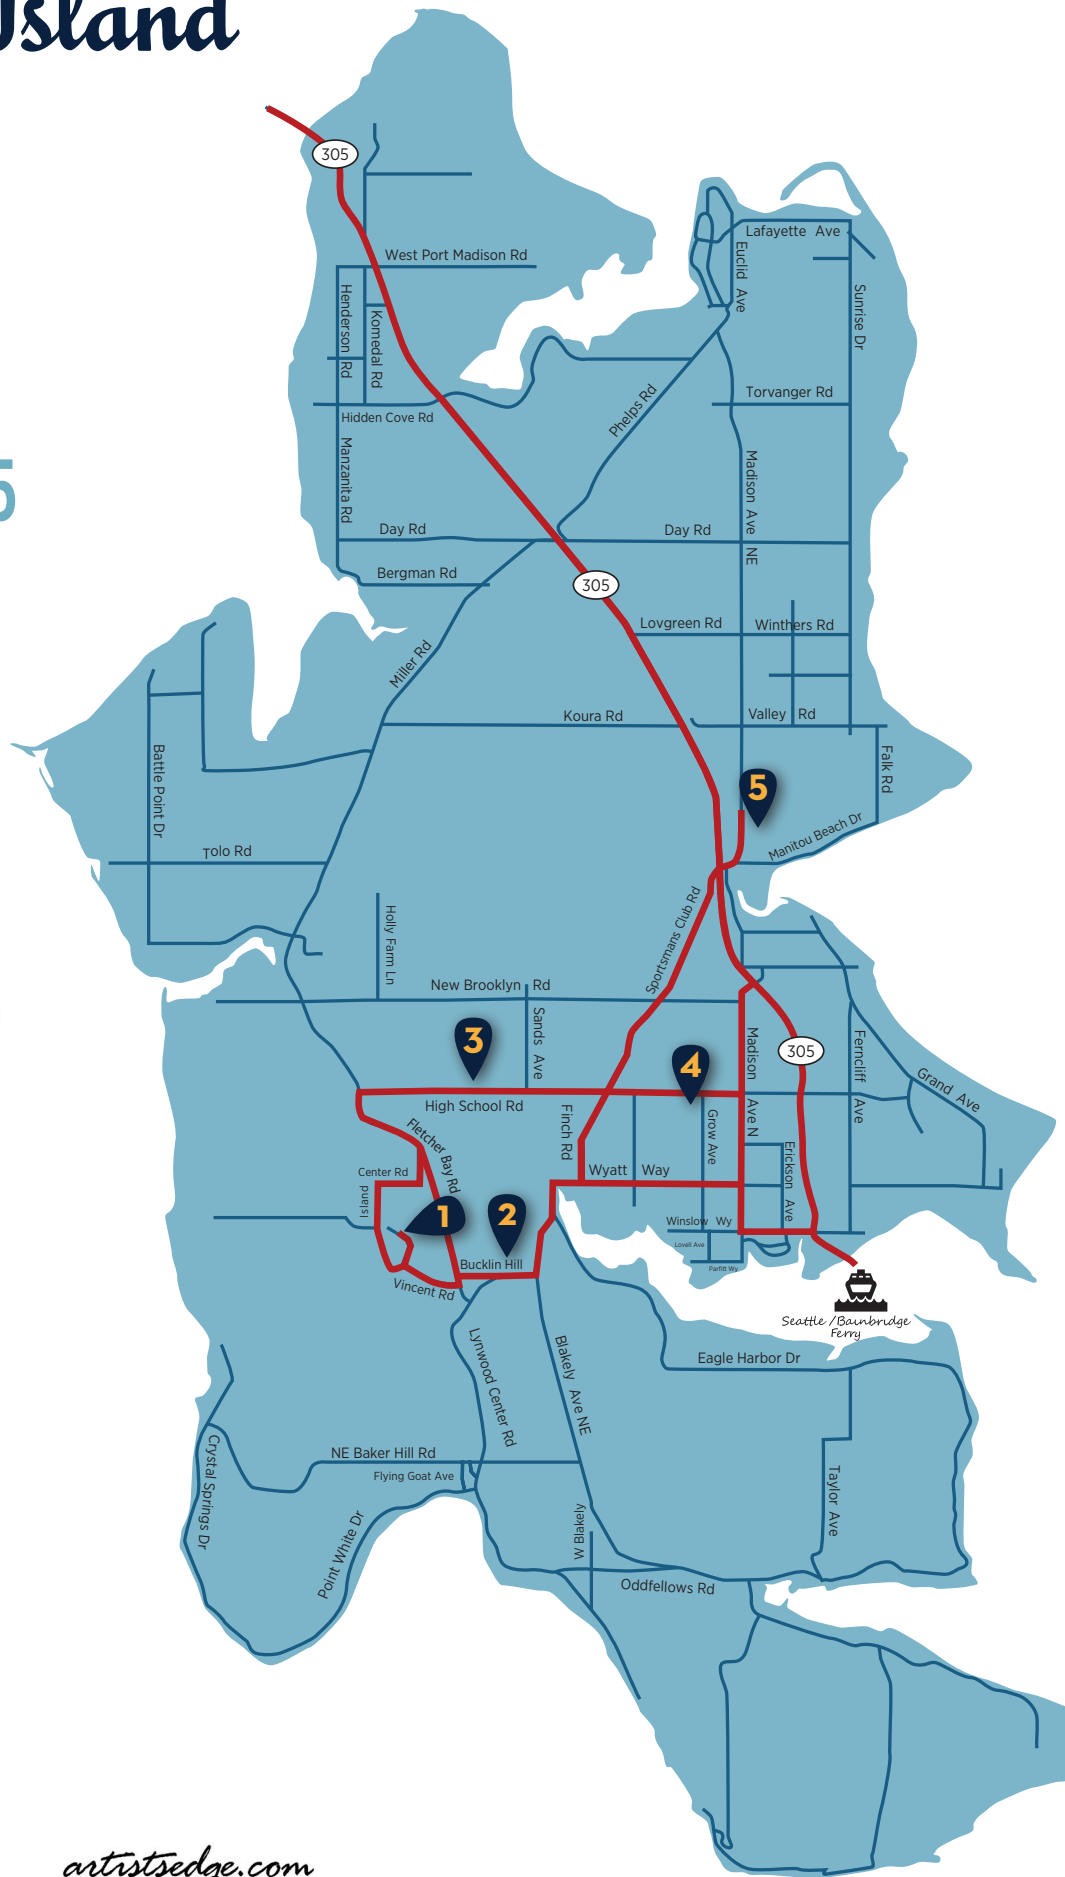 Island
305
West Port Madison Rd
Lafayette Ave
Euclid Ave
Sunrise Dr
Henderson Rd
Komedal Rd
Torvanger Rd
Phelps Rd
Hidden Cove Rd
Manzanita Rd
Madison Ave NE
5
Day Rd
Day Rd
Bergman Rd
305
Lovgreen Rd
Winthers Rd
Miller Rd
Koura Rd
Valley Rd
Battle Point Dr
Falk Rd
5
Manitou Beach Dr
Tolo Rd
Sportsmans Club Rd
Holly Farm Ln
New Brooklyn Rd
Sands Ave
3
4
Madison Ave N
305
Ferncliff Ave
Grand Ave
High School Rd
Finch Rd
Grow Ave
Fletcher Bay Rd
Erickson Ave
Center Rd
Wyatt Way
Island
1
2
Winslow Wy
Lovell Ave
Parfitt Wy
Bucklin Hill
Vincent Rd
Seattle /Bainbridge
Ferry
Lynwood Center Rd
Blakely Ave NE
Eagle Harbor Dr
NE Baker Hill Rd
Flying Goat Ave
Crystal Springs Dr
Taylor Ave
Point White Dr
W Blakely
Oddfellows Rd
artistsedge.com